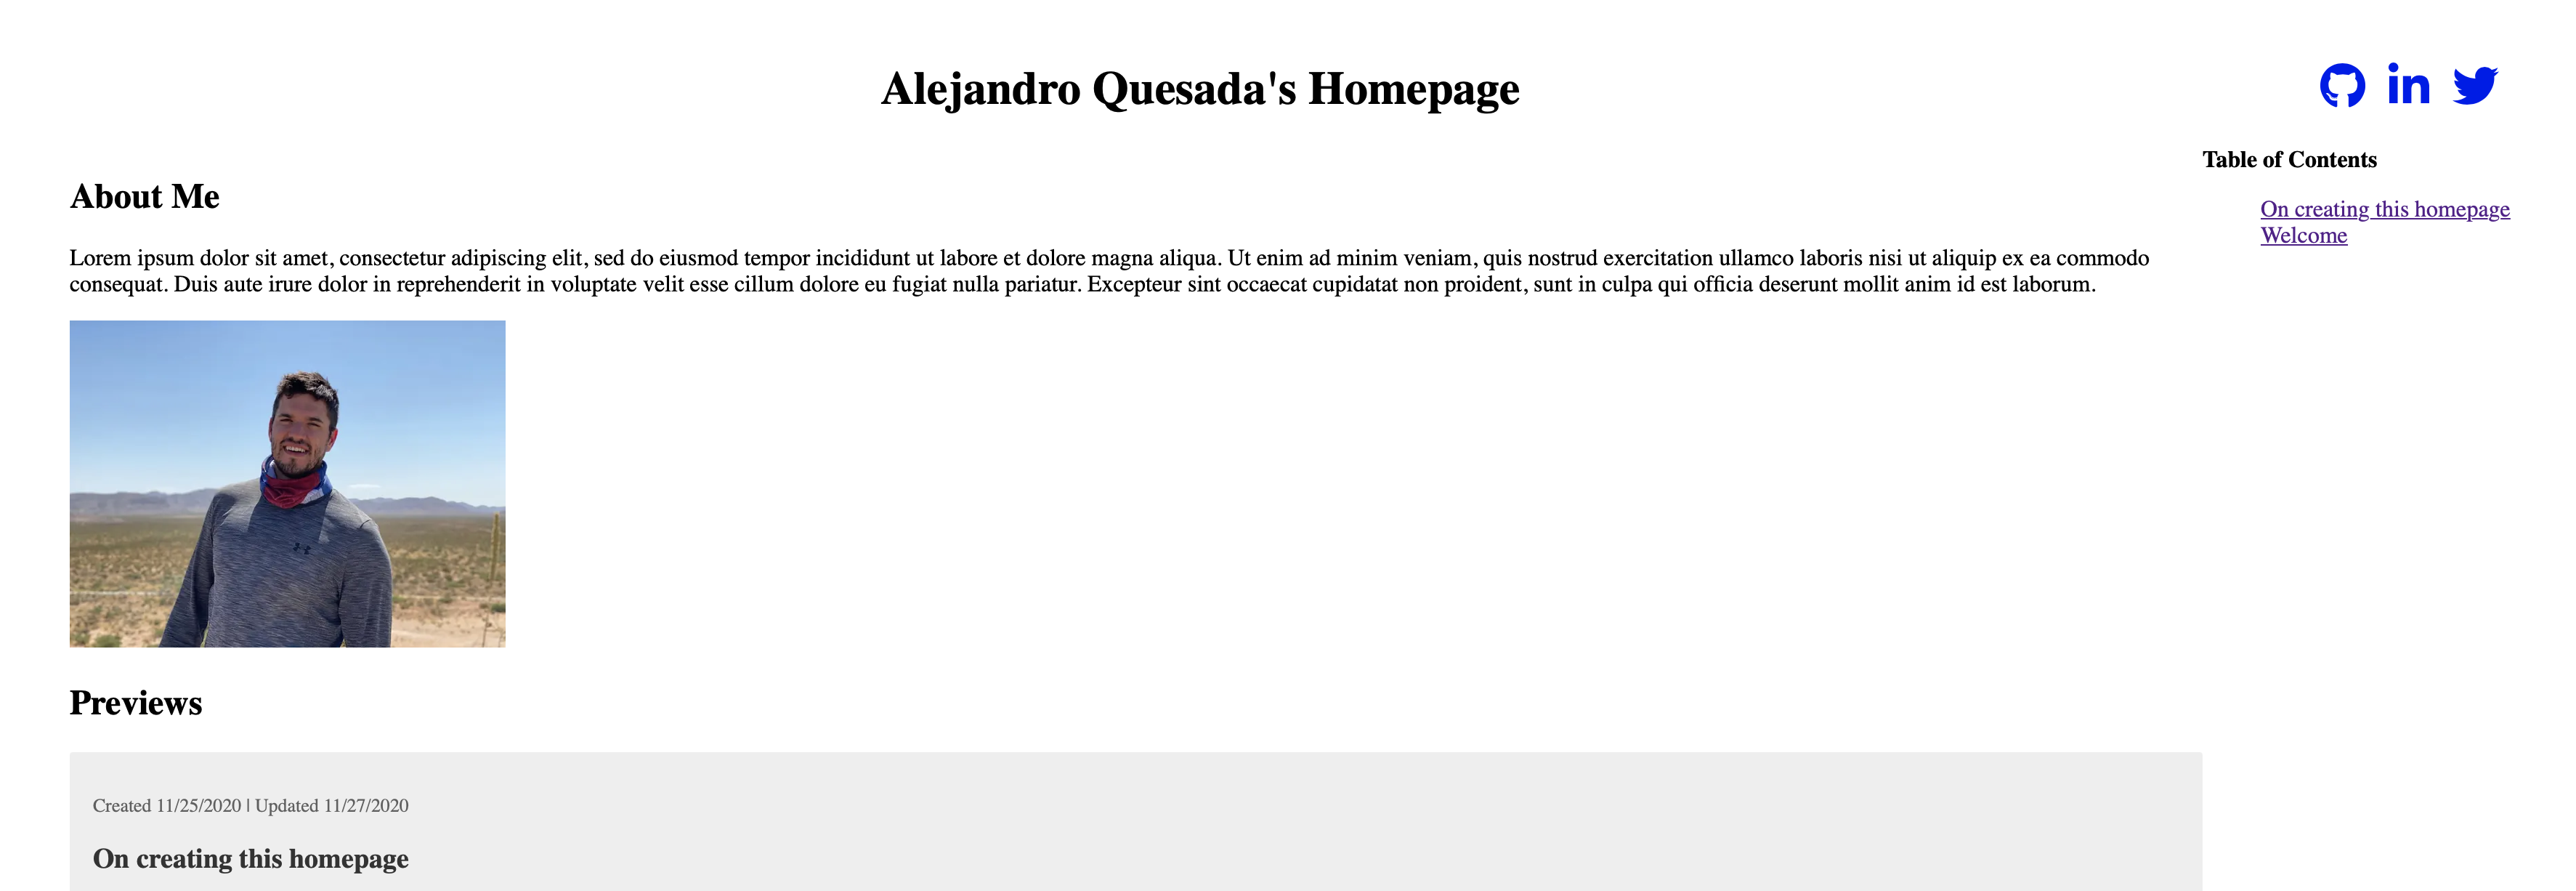 Alejandro Quesada's Homepage
in
Table of Contents
On creating this homepage
Welcome
About Me
Lorem ipsum dolor sit amet, consectetur adipiscing elit, sed do eiusmod tempor incididunt ut labore et dolore magna aliqua. Ut enim ad minim veniam, quis nostrud exercitation ullamco laboris nisi ut aliquip ex ea commodo
consequat. Duis aute irure dolor in reprehenderit in voluptate velit esse cillum dolore eu fugiat nulla pariatur. Excepteur sint occaecat cupidatat non proident, sunt in culpa qui officia deserunt mollit anim id est laborum.
Previews
Created 11/25/2020 | Updated 11/27/2020
On creating this homepage